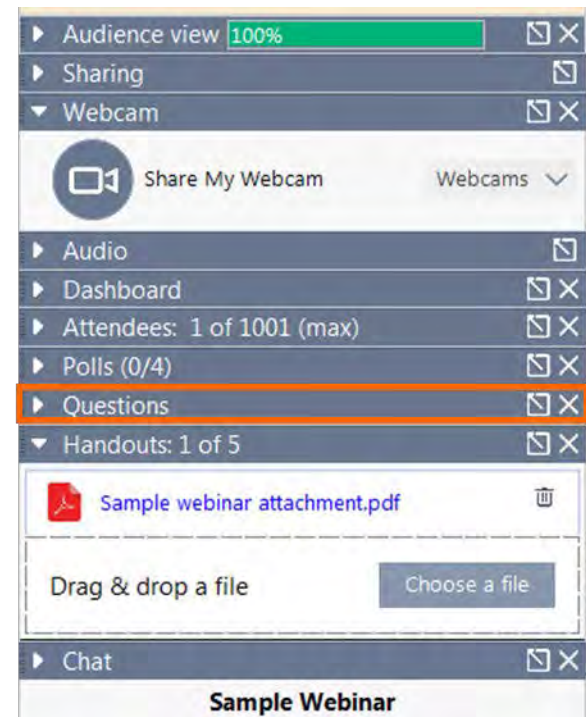 Audience view 100%
Sharing
Webcam
Share My Webcam Webcams
Audio
Dashboard
Attendees: 1 of 1001 (max)
Polls (0/4)
Questions
Handouts: 1 of 5
Sample webinar attachment.pdf
Drag & drop a file Choose a file
Chat
Sample Webinar